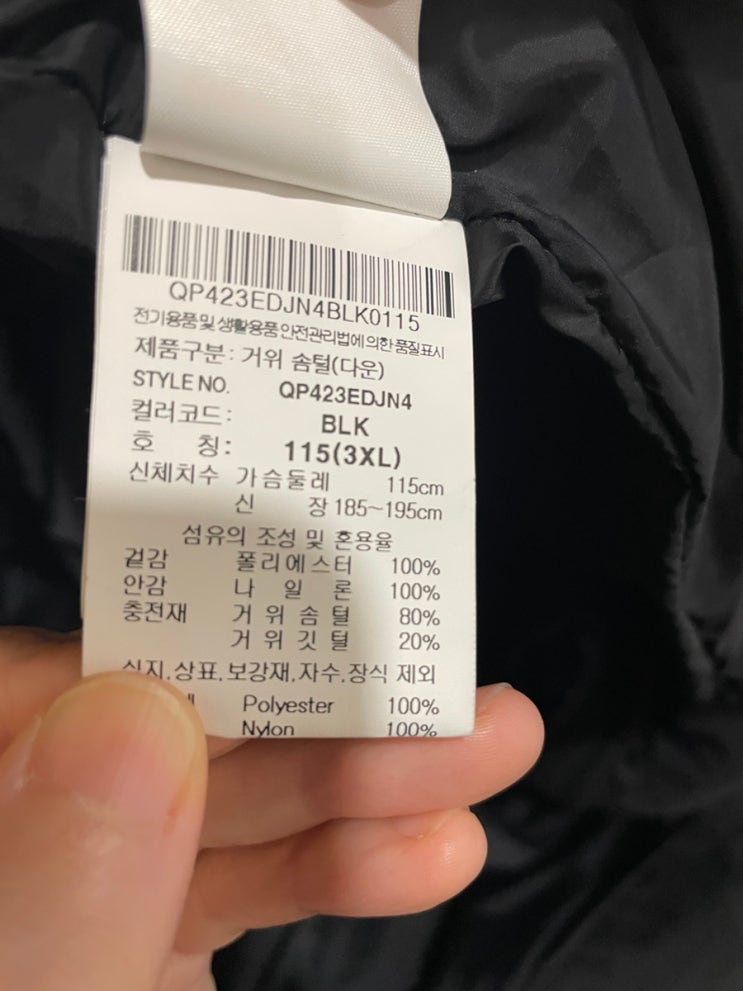 QP423EDJN4BLK0115
전기용품및생활용품안전관리법에의한품질표시
제품구분: 거위 솜털(다운)
STYLE NO. QP423EDJN4
컬러코드: BLK
호 칭: 115(3XL)
신체치수 가슴둘레 115cm
신 장 185~195cm
섬유의 조성 및 혼용율
겉감 폴리에스터 100%
안감 나 일 론 100%
충전재 거 위 솜 털 80%
거 위 깃 털 20%
심지.상표.보강재.자수.장식 제외
Polyester 100%
Nylon 100%